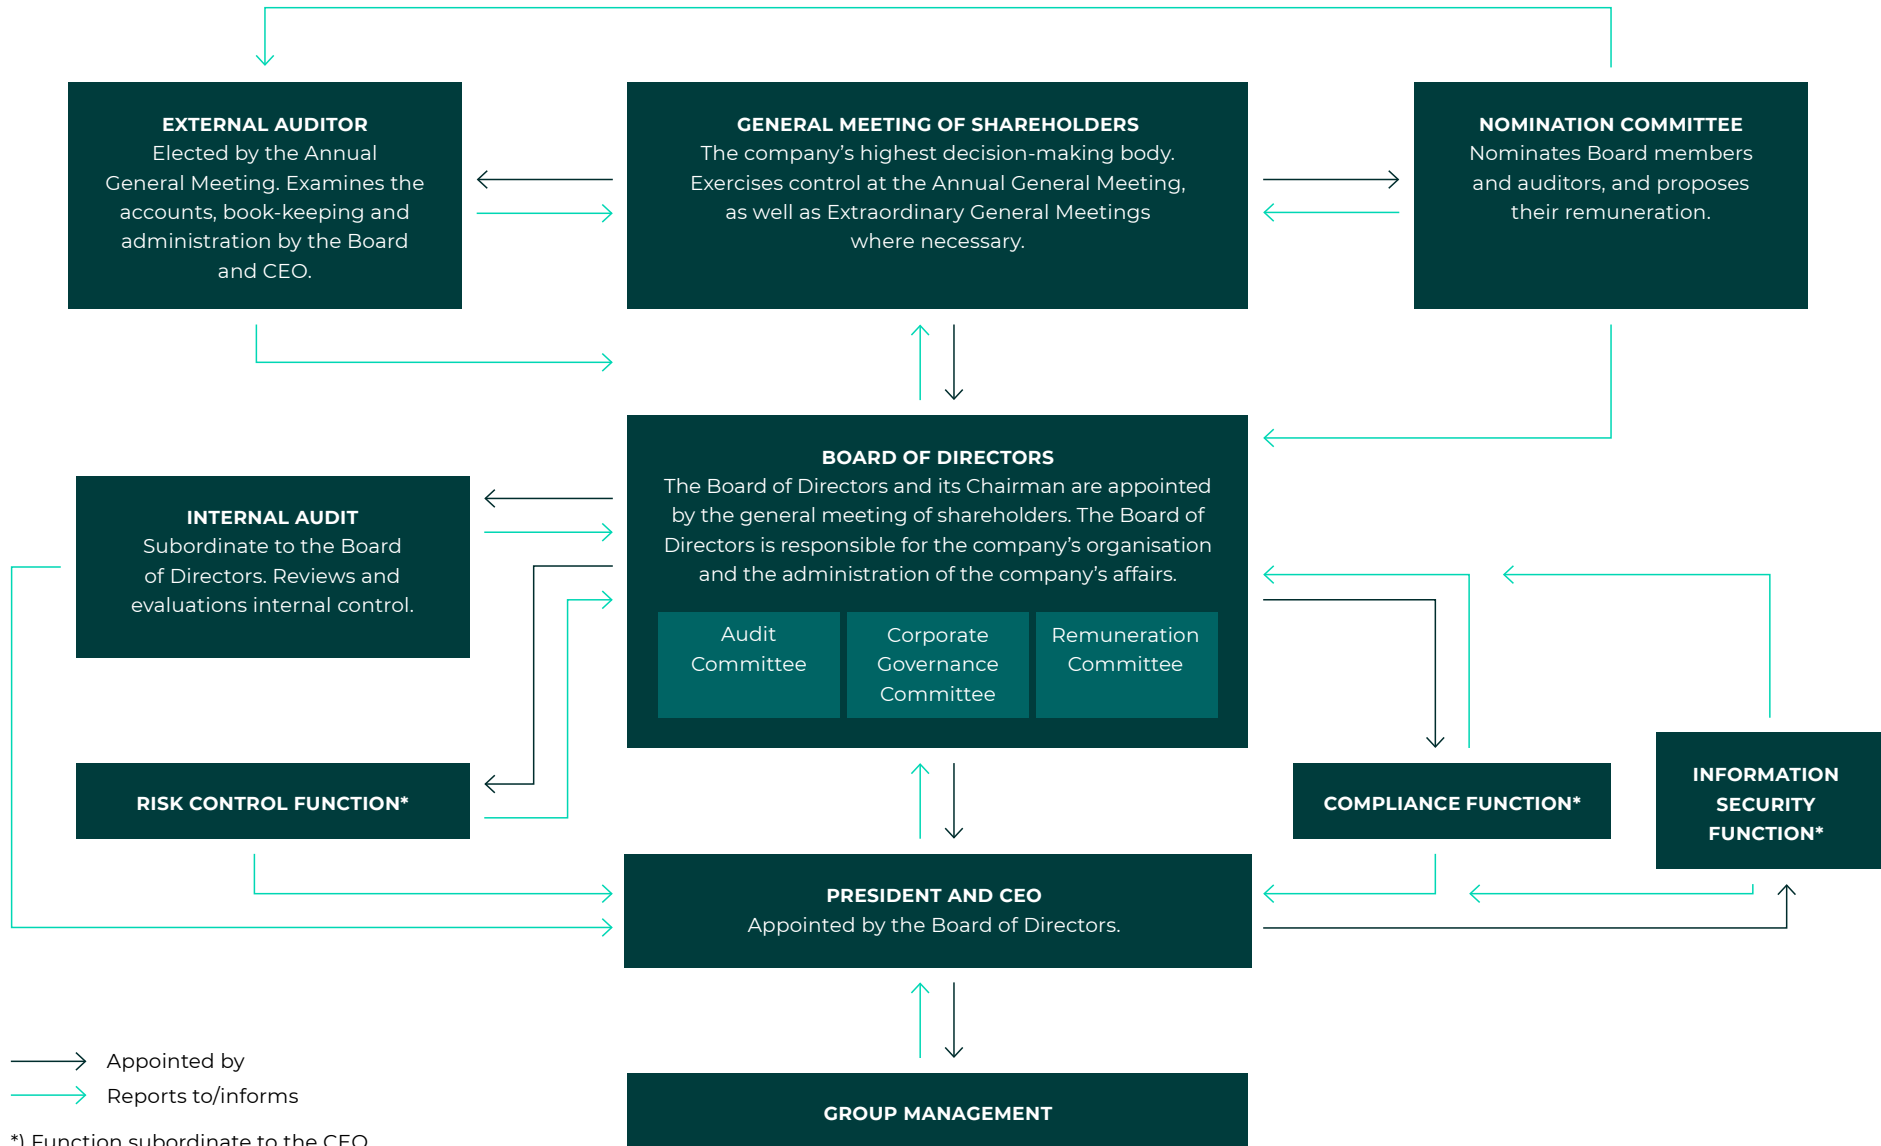 EXTERNAL AUDITOR
Elected by the Annual
General Meeting. Examines the
accounts, book-keeping and
administration by the Board
and CEO.
GENERAL MEETING OF SHAREHOLDERS
The company’s highest decision-making body.
Exercises control at the Annual General Meeting,
as well as Extraordinary General Meetings
where necessary.
NOMINATION COMMITTEE
Nominates Board members
and auditors, and proposes
their remuneration.
BOARD OF DIRECTORS
The Board of Directors and its Chairman are appointed
by the general meeting of shareholders. The Board of
Directors is responsible for the company’s organisation
and the administration of the company’s affairs.
Audit
Committee
Corporate
Governance
Committee
Remuneration
Committee
INTERNAL AUDIT
Subordinate to the Board
of Directors. Reviews and
evaluations internal control.
RISK CONTROL FUNCTION*
COMPLIANCE FUNCTION*
INFORMATION
SECURITY
FUNCTION*
PRESIDENT AND CEO
Appointed by the Board of Directors.
GROUP MANAGEMENT
Appointed by
Reports to/informs
*) Function subordinate to the CEO